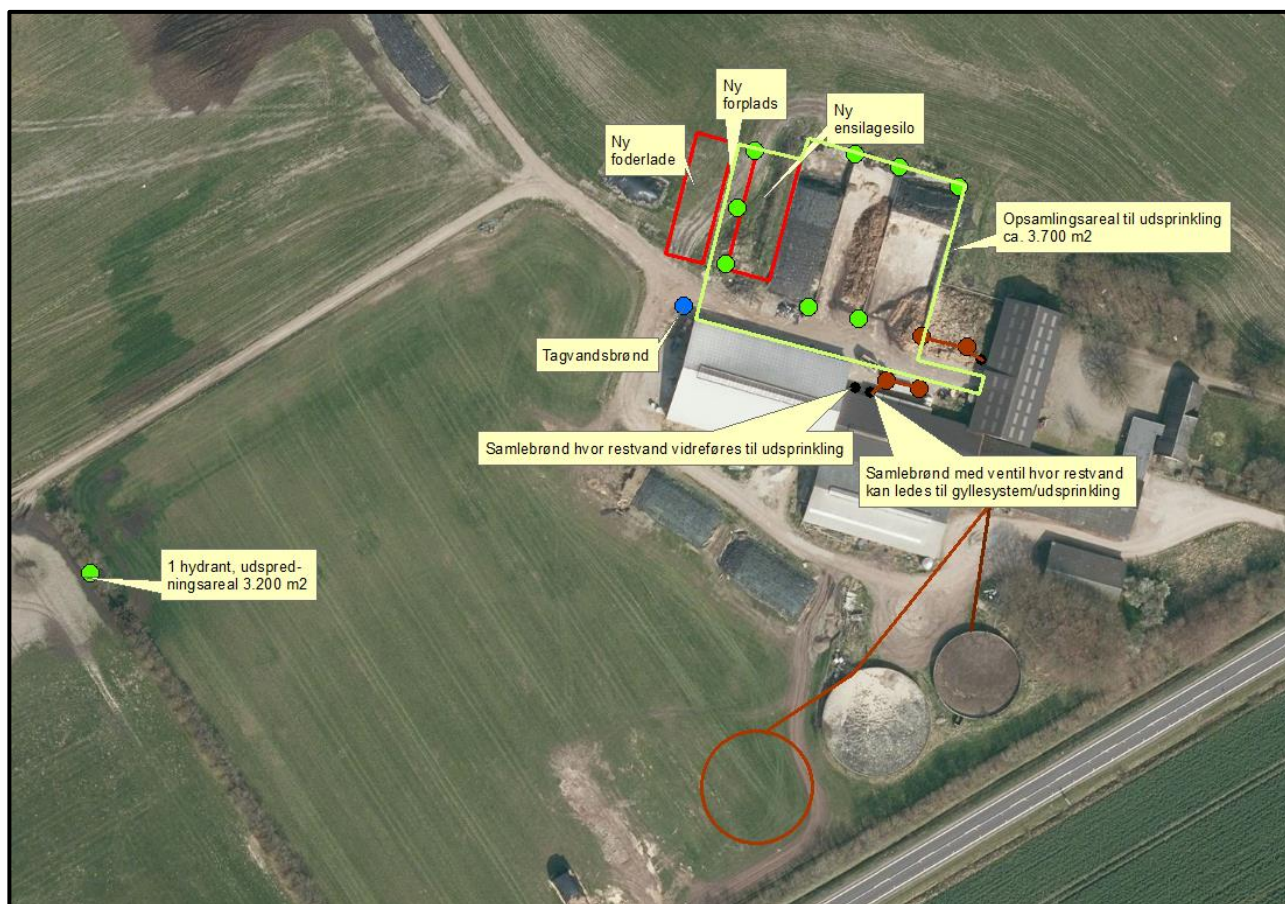 Ny
forplads
Ny
ensilagesilo
Ny
foderlade
Opsamlingsareal til udsprinkling
ca. 3.700 m2
Tagvandsbrønd
Samlebrønd hvor restvand vidreføres til udsprinkling
Samlebrønd med ventil hvor restvand
kan ledes til gyllesystem/udsprinkling
1 hydrant, udspred-
ningsareal 3.200 m2